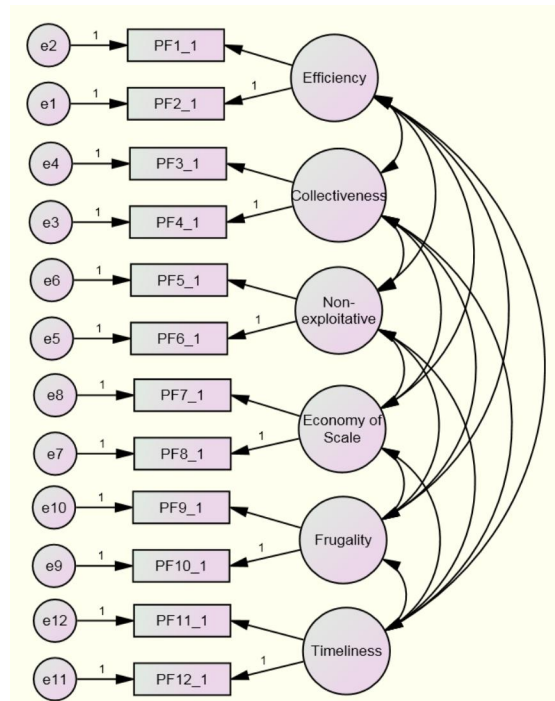 e2
1
PF1_1
Efficiency
e1
1
PF2_1
1
e4
1
PF3_1
Collectiveness
e3
1
PF4_1
1
e6
1
PF5_1
Non-
exploitative
e5
1
PF6_1
1
e8
1
PF7_1
Economy of
Scale
e7
1
PF8_1
1
e10
1
PF9_1
Frugality
e9
1
PF10_1
1
e12
1
PF11_1
Timeliness
e11
1
PF12_1
1